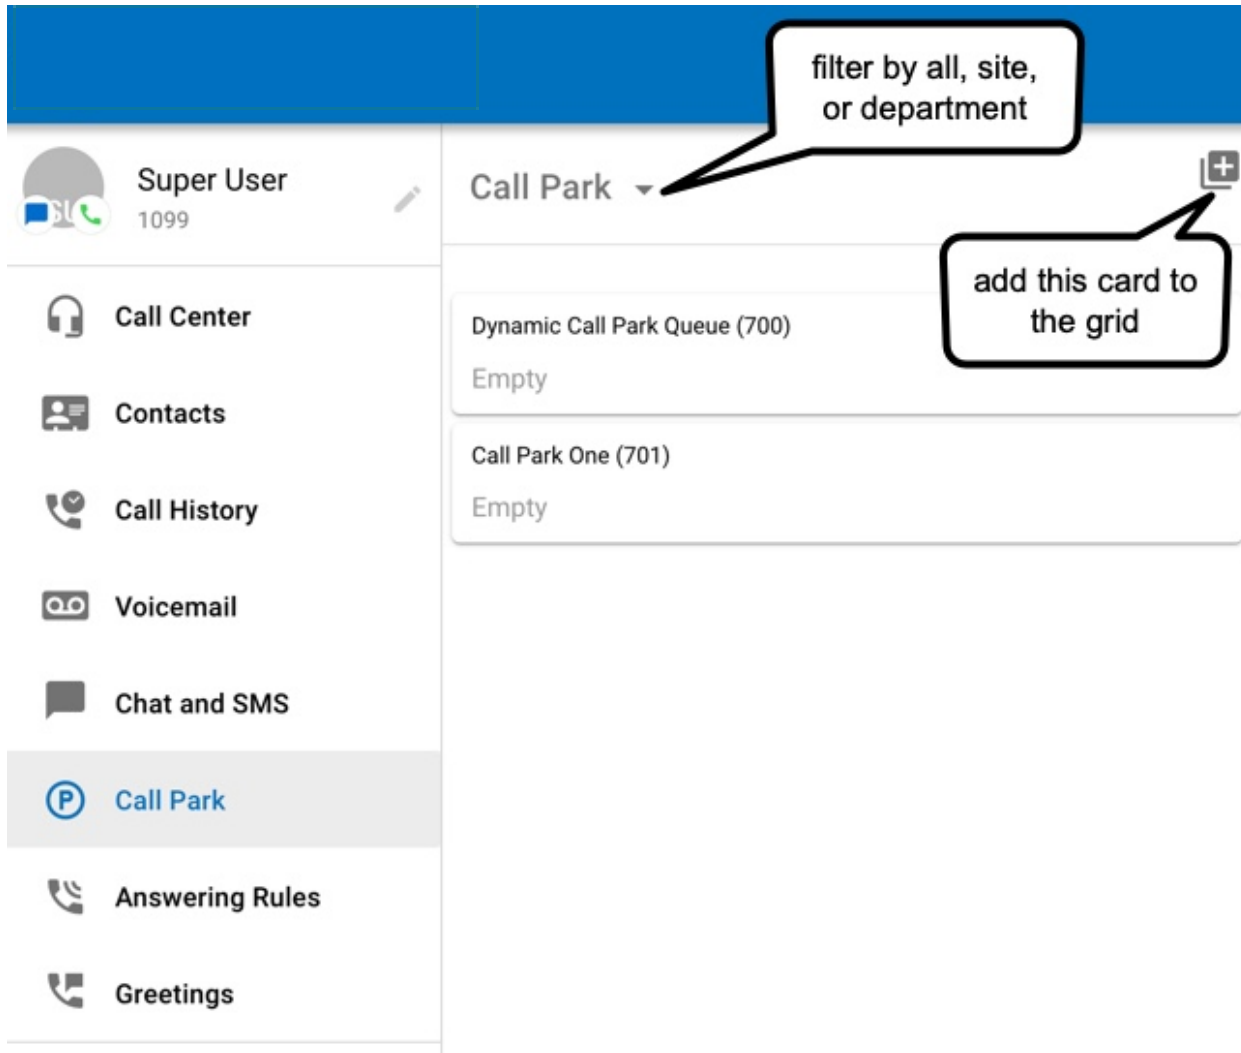 filter by all, site,
or department
Super User
1099
Call Park
add this card to
the grid
Call Center
Contacts
Call History
Voicemail
Chat and SMS
Call Park
Answering Rules
Greetings
Dynamic Call Park Queue (700)
Empty
Call Park One (701)
Empty